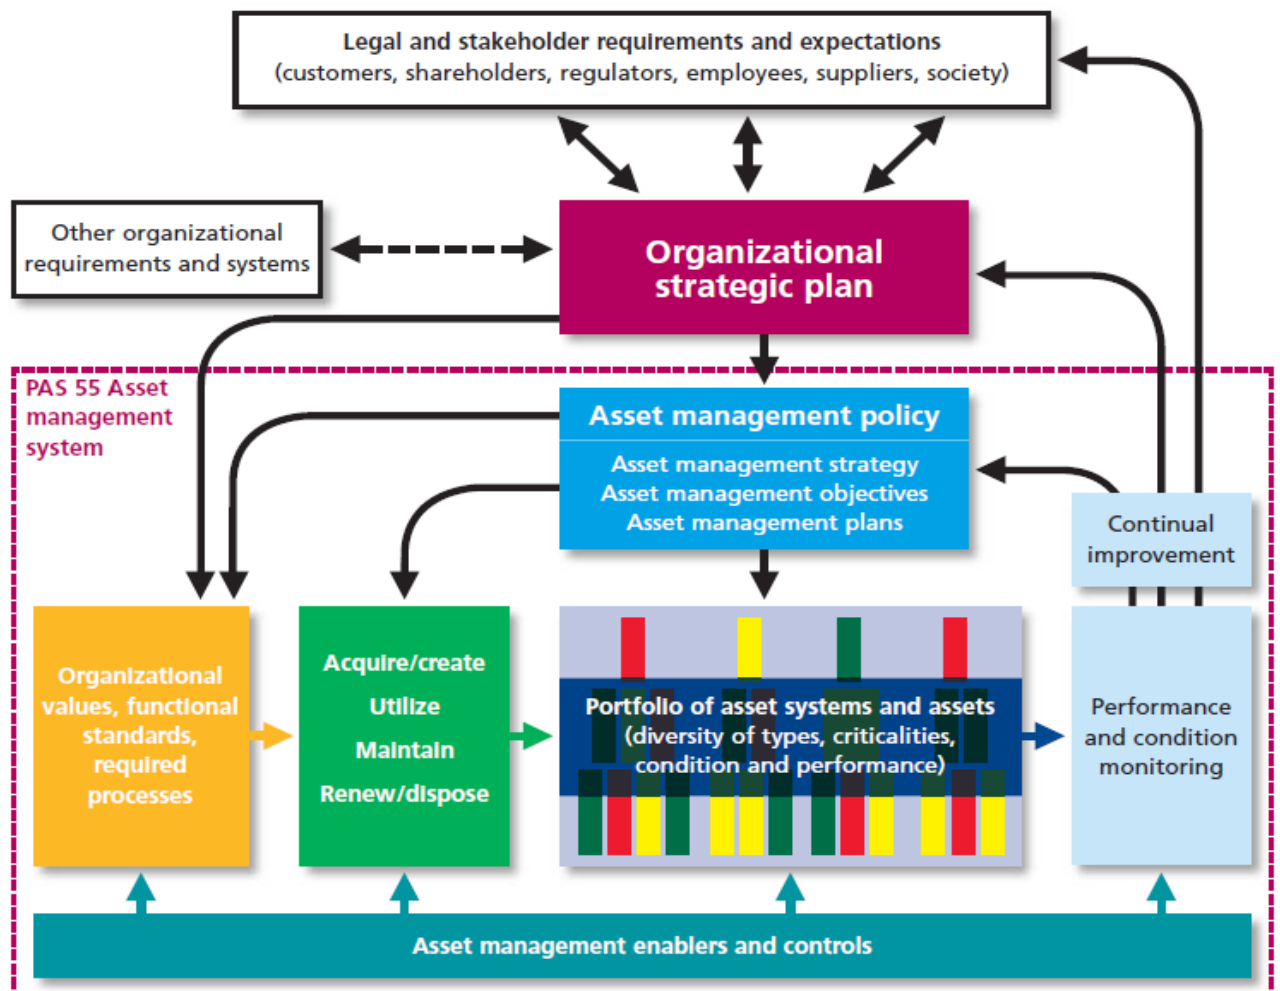 Legal and stakeholder requirements and expectations
(customers, shareholders, regulators, employees, suppliers, society)
Other organizational
requirements and systems
Organizational
strategic plan
PAS 55 Asset
management
system
Asset management policy
Asset management strategy
Asset management objectives
Asset management plans
Continual
improvement
Organizational
values, functional
standards,
required
processes
Acquire/create
Utilize
Maintain
Renew/dispose
Portfolio of asset systems and assets
(diversity of types, criticalities,
condition and performance)
Performance
and condition
monitoring
Asset management enablers and controls